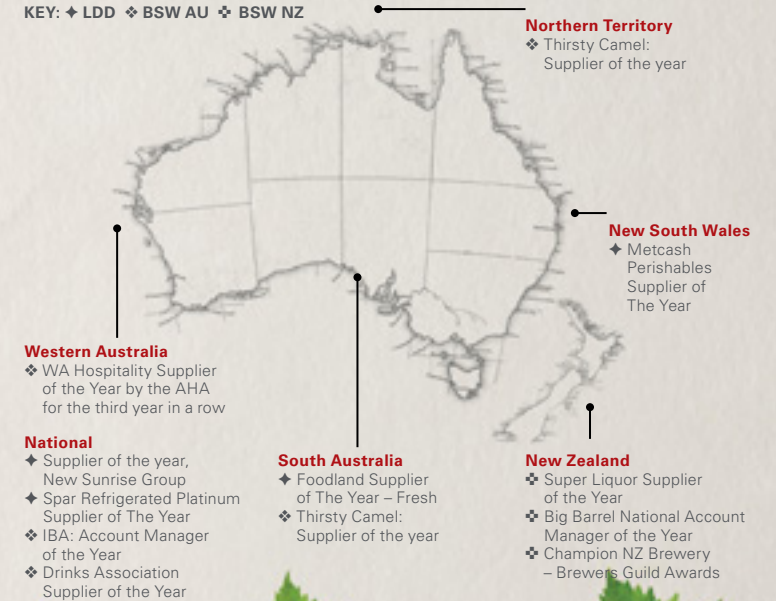 KEY: ✦ LDD ❖ BSW AU ✜ BSW NZ
Northern Territory
❖ Thirsty Camel:
Supplier of the year
New South Wales
✦ Metcash
Perishables
Supplier of
The Year
Western Australia
❖ WA Hospitality Supplier
of the Year by the AHA
for the third year in a row
National
✦ Supplier of the year,
New Sunrise Group
✦ Spar Refrigerated Platinum
Supplier of The Year
❖ IBA: Account Manager
of the Year
❖ Drinks Association
Supplier of the Year
South Australia
✦ Foodland Supplier
of The Year – Fresh
❖ Thirsty Camel:
Supplier of the year
New Zealand
✜ Super Liquor Supplier
of the Year
✜ Big Barrel National Account
Manager of the Year
✜ Champion NZ Brewery
– Brewers Guild Awards